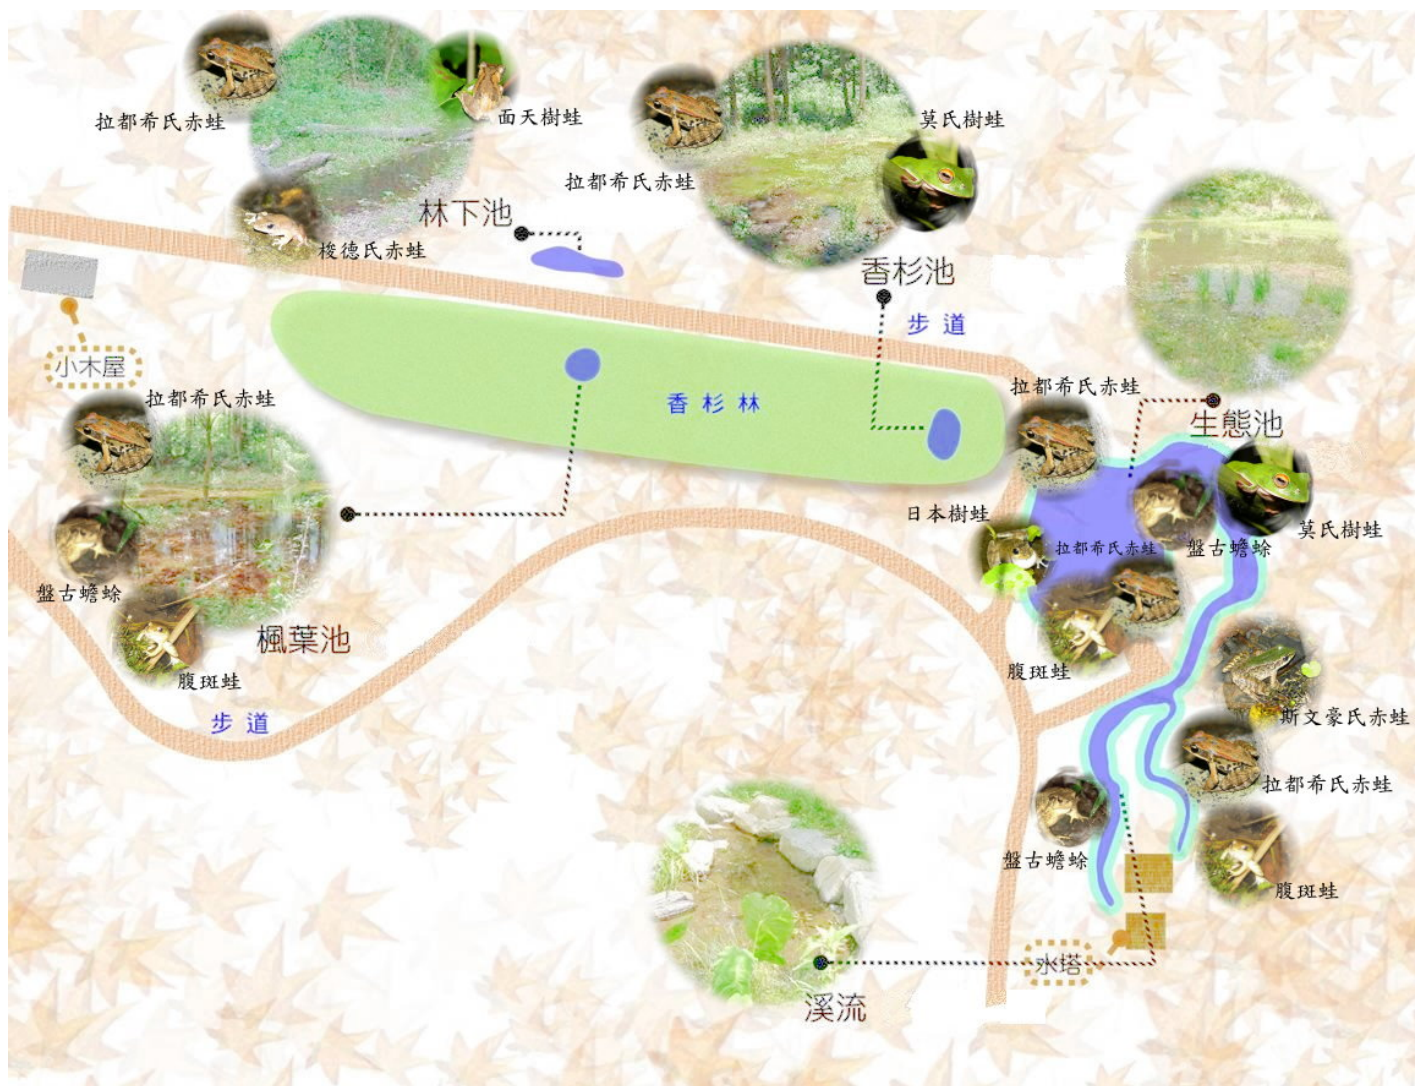 拉都希氏赤蛙
面天樹蛙
梭德氏赤蛙
林下池
拉都希氏赤蛙
莫氏樹蛙
香杉池
步道
小木屋
香杉林
拉都希氏赤蛙
盤古蟾蜍
腹斑蛙
楓葉池
步道
生態池
拉都希氏赤蛙
日本樹蛙
拉都希氏赤蛙
盤古蟾蜍
莫氏樹蛙
腹斑蛙
斯文豪氏赤蛙
拉都希氏赤蛙
盤古蟾蜍
腹斑蛙
水塔
溪流